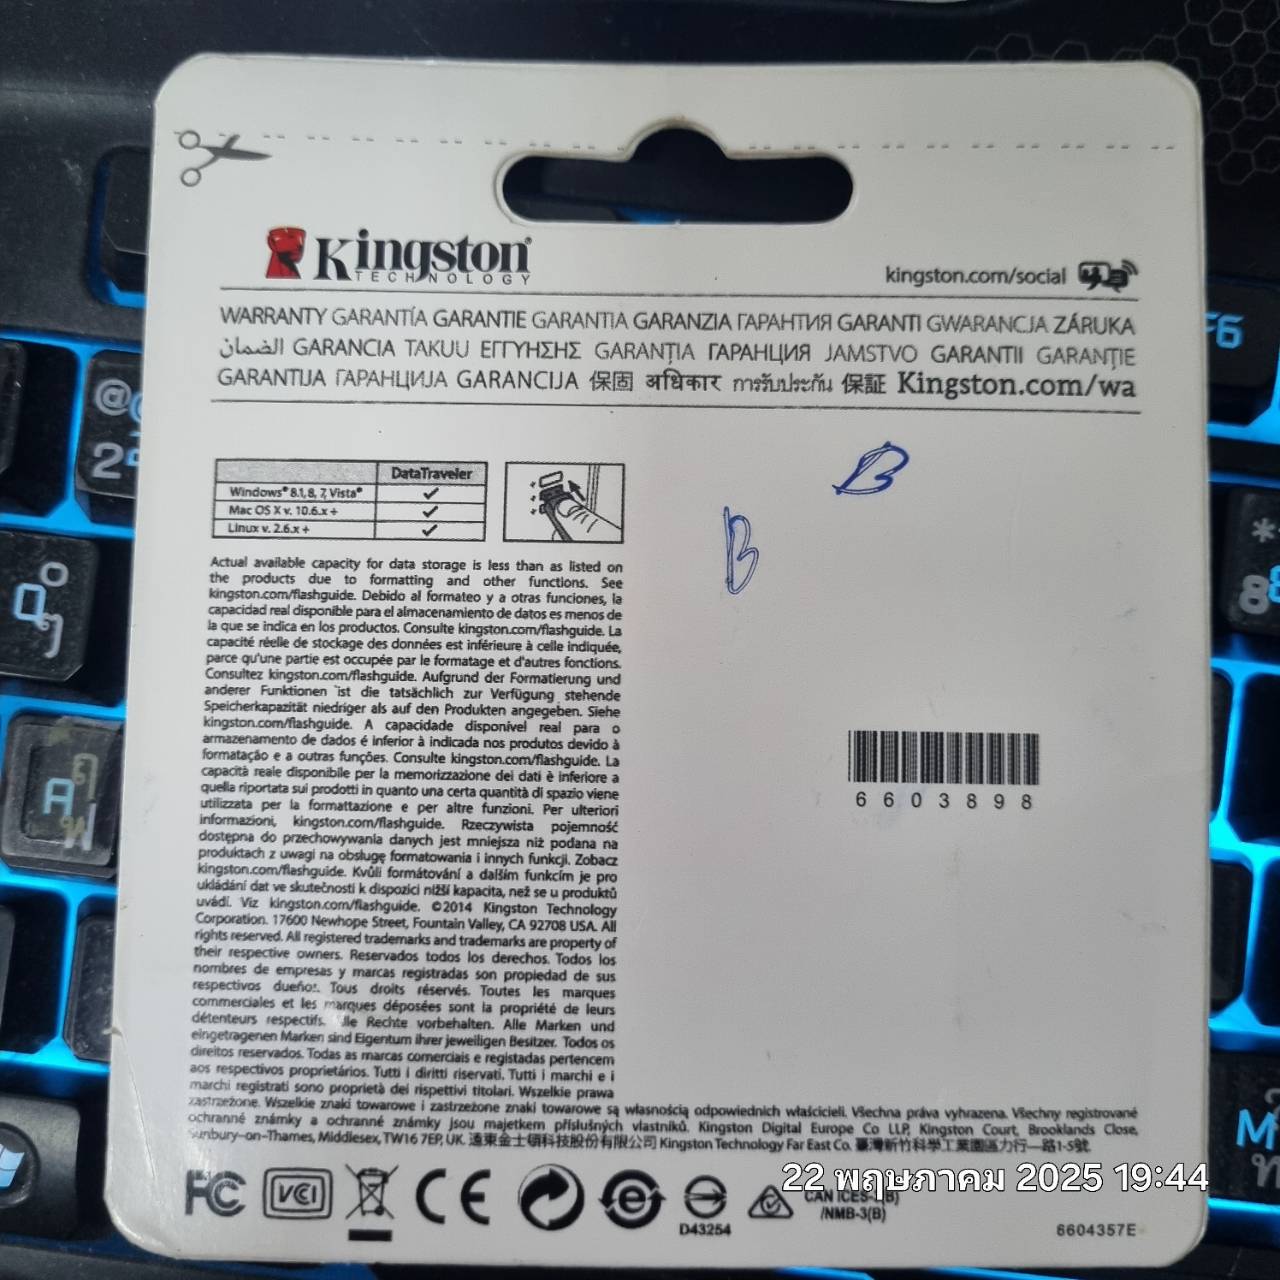 Kingston
TECHNOLOGY
kingston.com/social
WARRANTY GARANTÍA GARANTIE GARANTIA GARANZIA ГАРАНТИЯ GARANTI GWARANCJA ZÁRUKA
الضمان GARANCIA TAKUU ΕΓΓΥΗΣΗΣ GARANȚIA ГАРАНЦИЯ JAMSTVO GARANTII GARANȚIE
GARANTIJA ГАРАНЦИЈА GARANCIJA 保固 अधिकार การรับประกัน 保証 Kingston.com/wa
DataTraveler
Windows® 8.1, 8, 7, Vista® ✓
Mac OS X v. 10.6.x + ✓
Linux v. 2.6.x + ✓
B
B
Actual available capacity for data storage is less than as listed on
the products due to formatting and other functions. See
kingston.com/flashguide. Debido al formateo y a otras funciones, la
capacidad real disponible para el almacenamiento de datos es menos de
la que se indica en los productos. Consulte kingston.com/flashguide. La
capacité réelle de stockage des données est inférieure à celle indiquée,
parce qu'une partie est occupée par le formatage et d'autres fonctions.
Consultez kingston.com/flashguide. Aufgrund der Formatierung und
anderer Funktionen ist die tatsächlich zur Verfügung stehende
Speicherkapazität niedriger als auf den Produkten angegeben. Siehe
kingston.com/flashguide. A capacidade disponível real para o
armazenamento de dados é inferior à indicada nos produtos devido à
formatação e a outras funções. Consulte kingston.com/flashguide. La
capacità reale disponibile per la memorizzazione dei dati è inferiore a
quella riportata sui prodotti in quanto una certa quantità di spazio viene
utilizzata per la formattazione e per altre funzioni. Per ulteriori
informazioni, kingston.com/flashguide. Rzeczywista pojemność
dostępna do przechowywania danych jest mniejsza niż podana na
produktach z uwagi na obsługę formatowania i innych funkcji. Zobacz
kingston.com/flashguide. Kvůli formátování a dalším funkcím je pro
ukládání dat ve skutečnosti k dispozici nižší kapacita, než se u produktů
uvádí. Viz kingston.com/flashguide. ©2014 Kingston Technology
Corporation. 17600 Newhope Street, Fountain Valley, CA 92708 USA. All
rights reserved. All registered trademarks and trademarks are property of
their respective owners. Reservados todos los derechos. Todos los
nombres de empresas y marcas registradas son propiedad de sus
respectivos dueños. Tous droits réservés. Toutes les marques
commerciales et les marques déposées sont la propriété de leurs
détenteurs respectifs. Alle Rechte vorbehalten. Alle Marken und
eingetragenen Marken sind Eigentum ihrer jeweiligen Besitzer. Todos os
direitos reservados. Todas as marcas comerciais e registadas pertencem
aos respectivos proprietários. Tutti i diritti riservati. Tutti i marchi e i
marchi registrati sono proprietà dei rispettivi titolari. Wszelkie prawa
zastrzeżone. Wszelkie znaki towarowe i zastrzeżone znaki towarowe są własnością odpowiednich właścicieli. Všechna práva vyhrazena. Všechny registrované
ochranné známky a ochranné známky jsou majetkem příslušných vlastníků. Kingston Digital Europe Co LLP, Kingston Court, Brooklands Close,
Sunbury-on-Thames, Middlesex, TW16 7EP, UK. 遠東金士頓科技股份有限公司 Kingston Technology Far East Co. 臺灣新竹科學工業園區力行一路1-5號
6603898
FC VCI CE e D43254
CAN ICES-3(B)
/NMB-3(B)
6604357E
22 พฤษภาคม 2025 19:44
F6
@
2
*
8 8
A
M